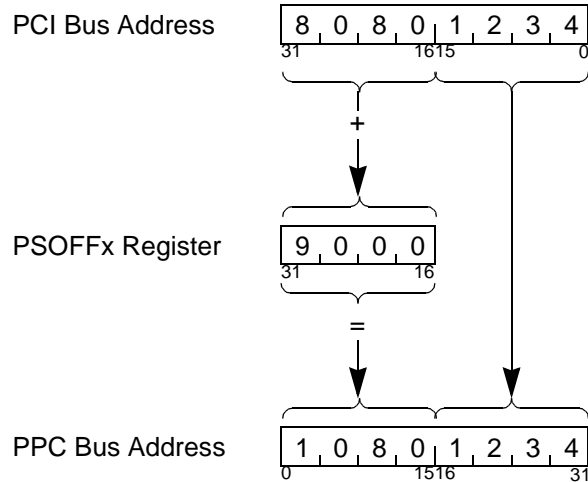 PCI Bus Address 8 0 8 0 1 2 3 4
31 16 15 0
+
PSOFFx Register 9 0 0 0
31 16
=
PPC Bus Address 1 0 8 0 1 2 3 4
0 15 16 31